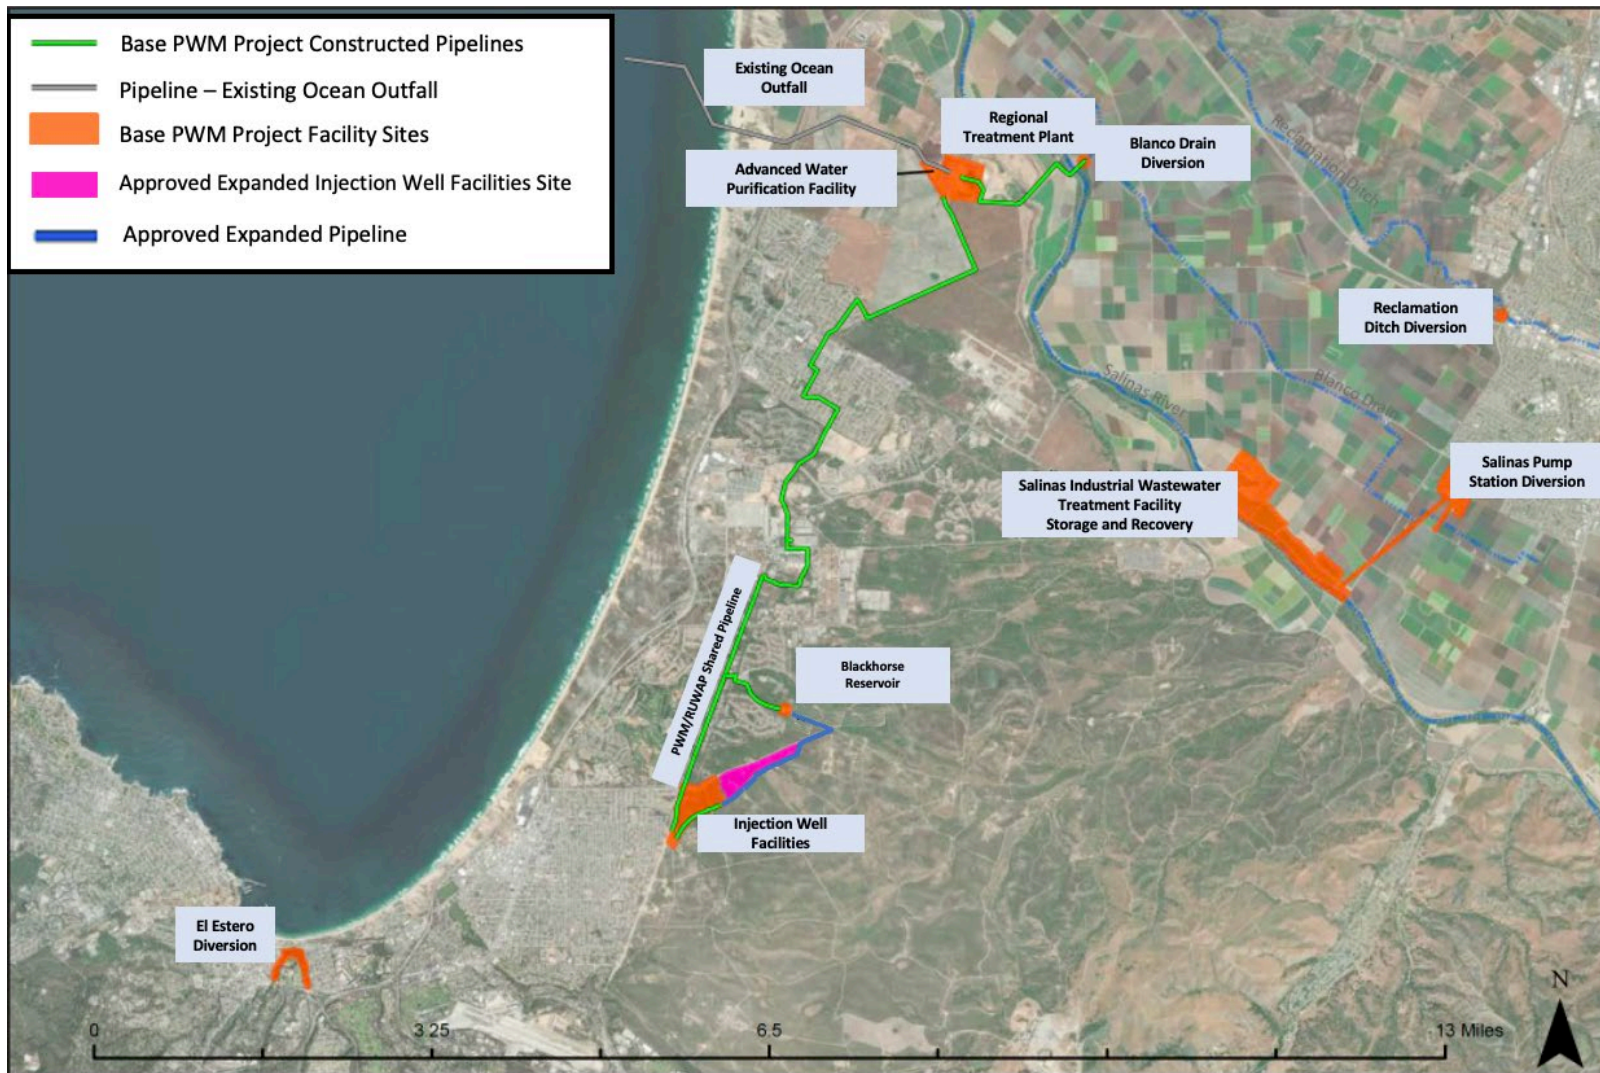 Base PWM Project Constructed Pipelines
Pipeline – Existing Ocean Outfall
Base PWM Project Facility Sites
Approved Expanded Injection Well Facilities Site
Approved Expanded Pipeline
Existing Ocean
Outfall
Regional
Treatment Plant
Blanco Drain
Diversion
Advanced Water
Purification Facility
Reclamation Ditch
Reclamation
Ditch Diversion
Salinas River
Blanco Drain
Salinas Pump
Station Diversion
Salinas Industrial Wastewater
Treatment Facility
Storage and Recovery
PWM/RUWAP Shared Pipeline
Blackhorse
Reservoir
Injection Well
Facilities
El Estero
Diversion
N
0 3 25 6.5 13 Miles